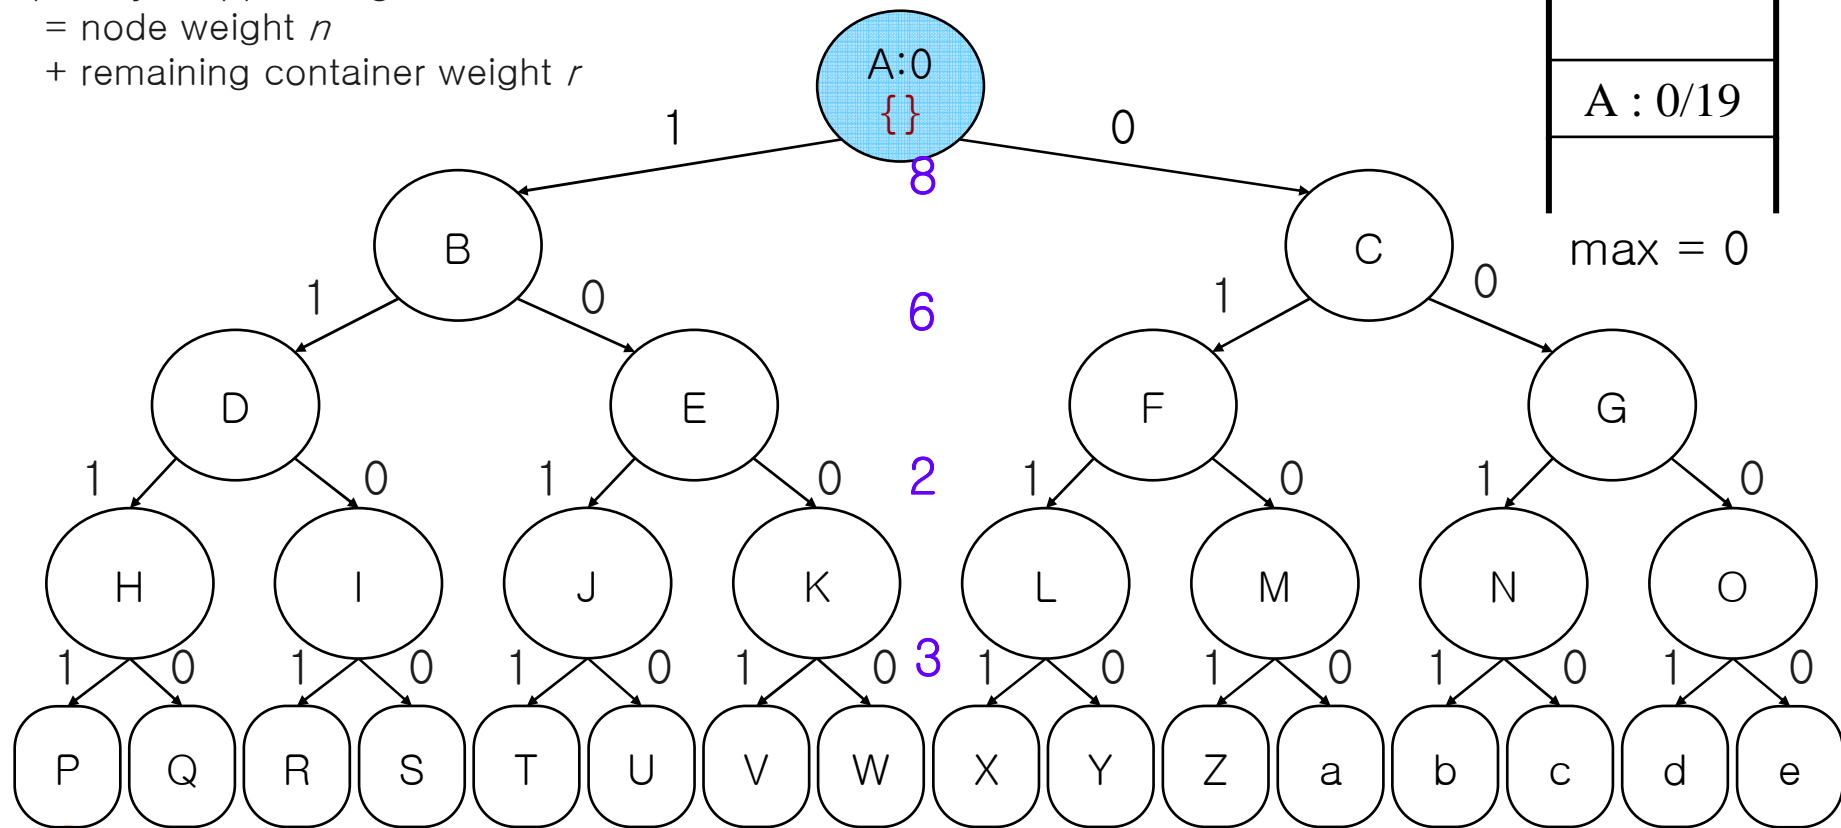 = node weight n
+ remaining container weight r
A:0
{}
A : 0/19
max = 0
1
0
8
B
C
1
0
6
1
0
D
E
F
G
1
0
1
0
2
1
0
1
0
H
I
J
K
L
M
N
O
1
0
1
0
1
0
1
0
3
1
0
1
0
1
0
1
0
P
Q
R
S
T
U
V
W
X
Y
Z
a
b
c
d
e